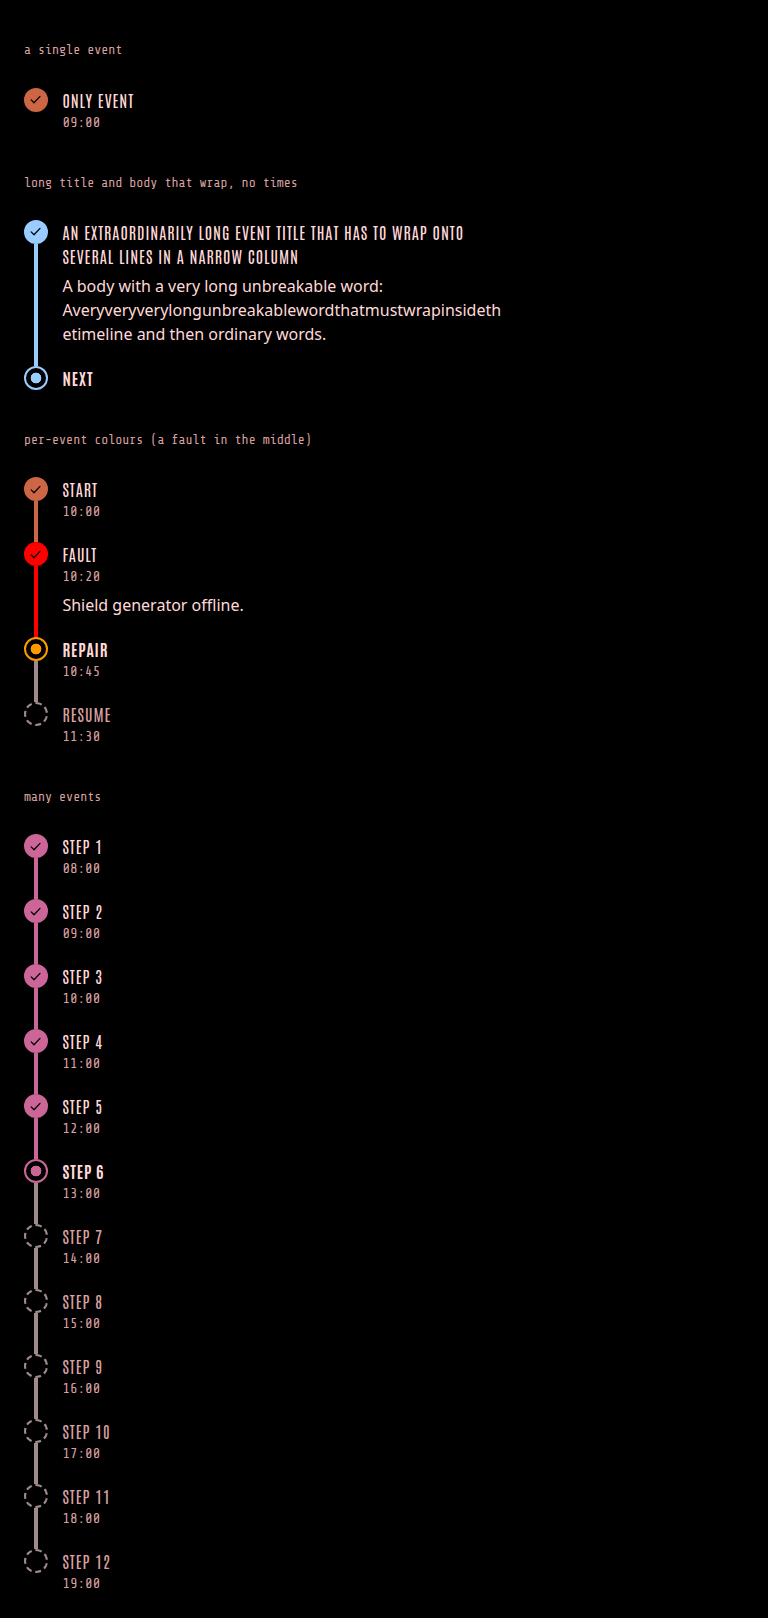 a single event
ONLY EVENT
09:00
long title and body that wrap, no times
AN EXTRAORDINARILY LONG EVENT TITLE THAT HAS TO WRAP ONTO
SEVERAL LINES IN A NARROW COLUMN
A body with a very long unbreakable word:
Averyveryverylongunbreakablewordthatmustwrapinsideth
etimeline and then ordinary words.
NEXT
per-event colours (a fault in the middle)
START
10:00
FAULT
10:20
Shield generator offline.
REPAIR
10:45
RESUME
11:30
many events
STEP 1
08:00
STEP 2
09:00
STEP 3
10:00
STEP 4
11:00
STEP 5
12:00
STEP 6
13:00
STEP 7
14:00
STEP 8
15:00
STEP 9
16:00
STEP 10
17:00
STEP 11
18:00
STEP 12
19:00